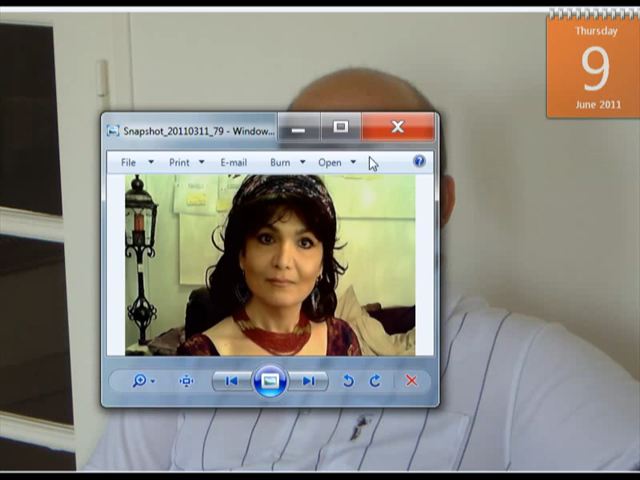 Thursday
9
June 2011
Snapshot_20110311_79 - Window...
File Print E-mail Burn Open